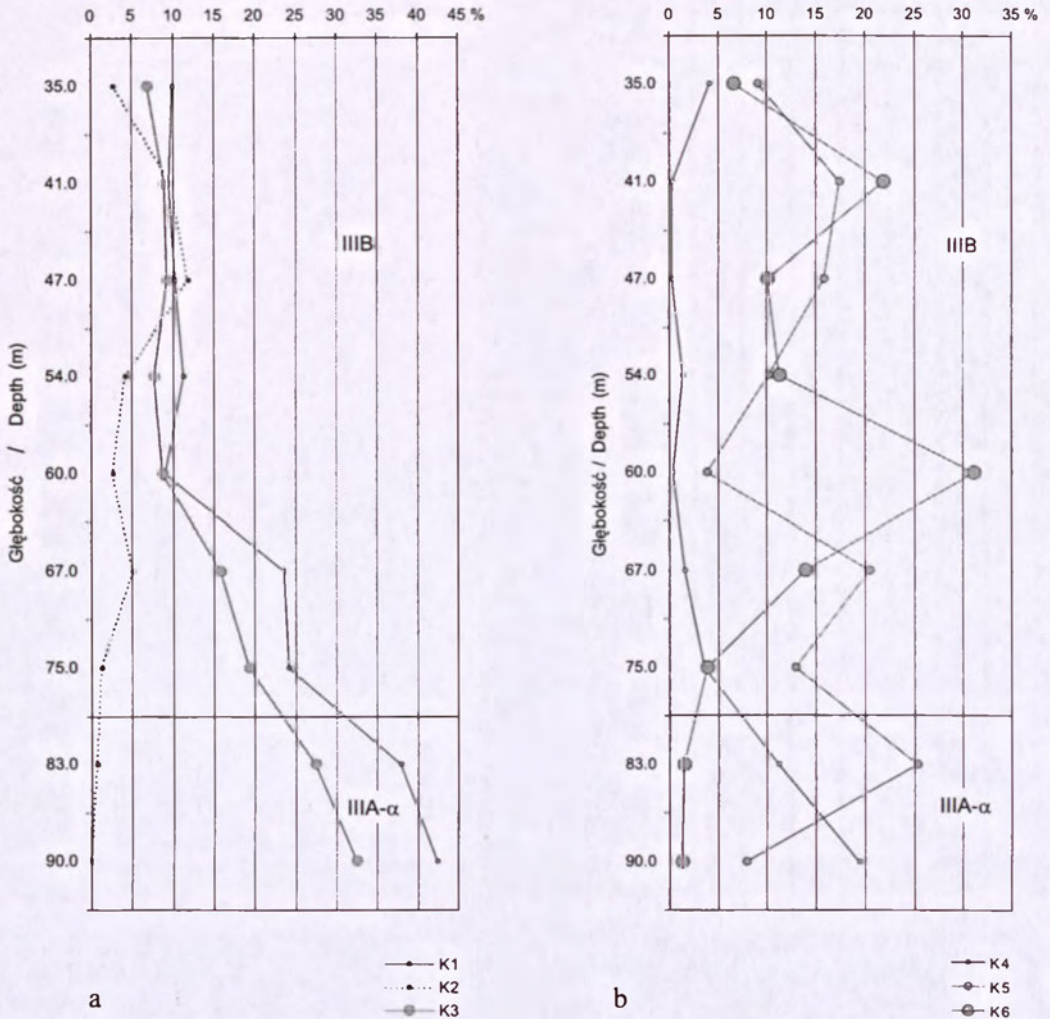 0 5 10 15 20 25 30 35 40 45 %
35.0
41.0
47.0
54.0
60.0
67.0
75.0
83.0
90.0
Głębokość / Depth (m)
IIIB
IIIA-α
K1
K2
K3
a
0 5 10 15 20 25 30 35 %
35.0
41.0
47.0
54.0
60.0
67.0
75.0
83.0
90.0
Głębokość / Depth (m)
IIIB
IIIA-α
K4
K5
K6
b